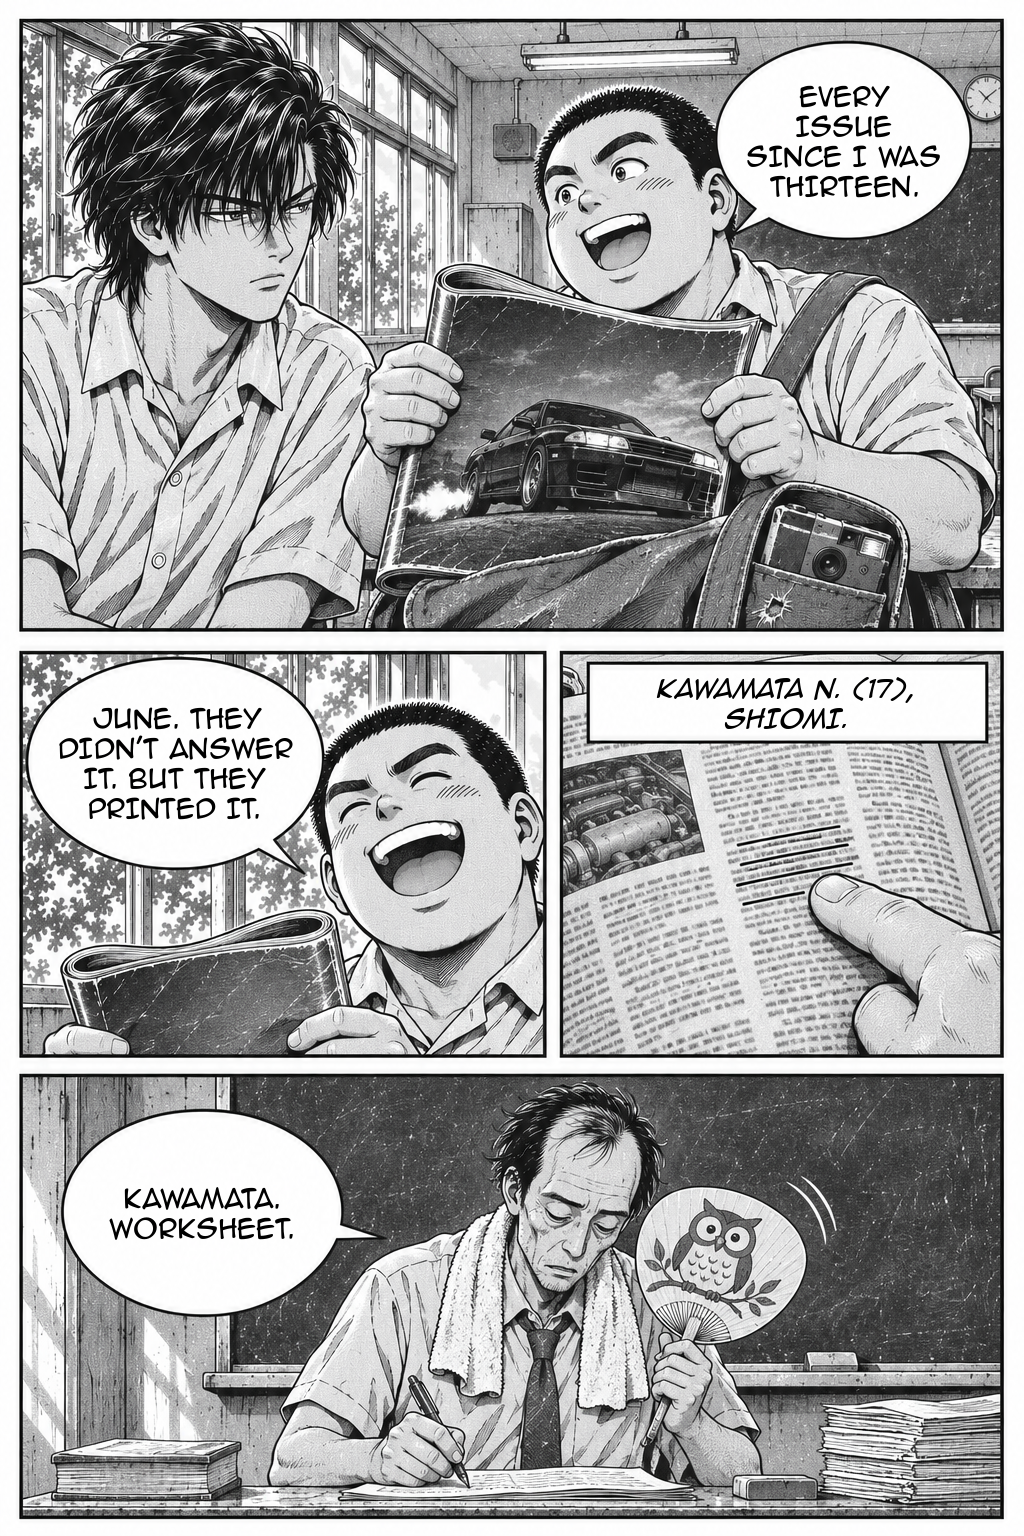 EVERY
ISSUE
SINCE I WAS
THIRTEEN.
JUNE. THEY
DIDN'T ANSWER
IT. BUT THEY
PRINTED IT.
KAWAMATA N. (17),
SHIOMI.
KAWAMATA.
WORKSHEET.